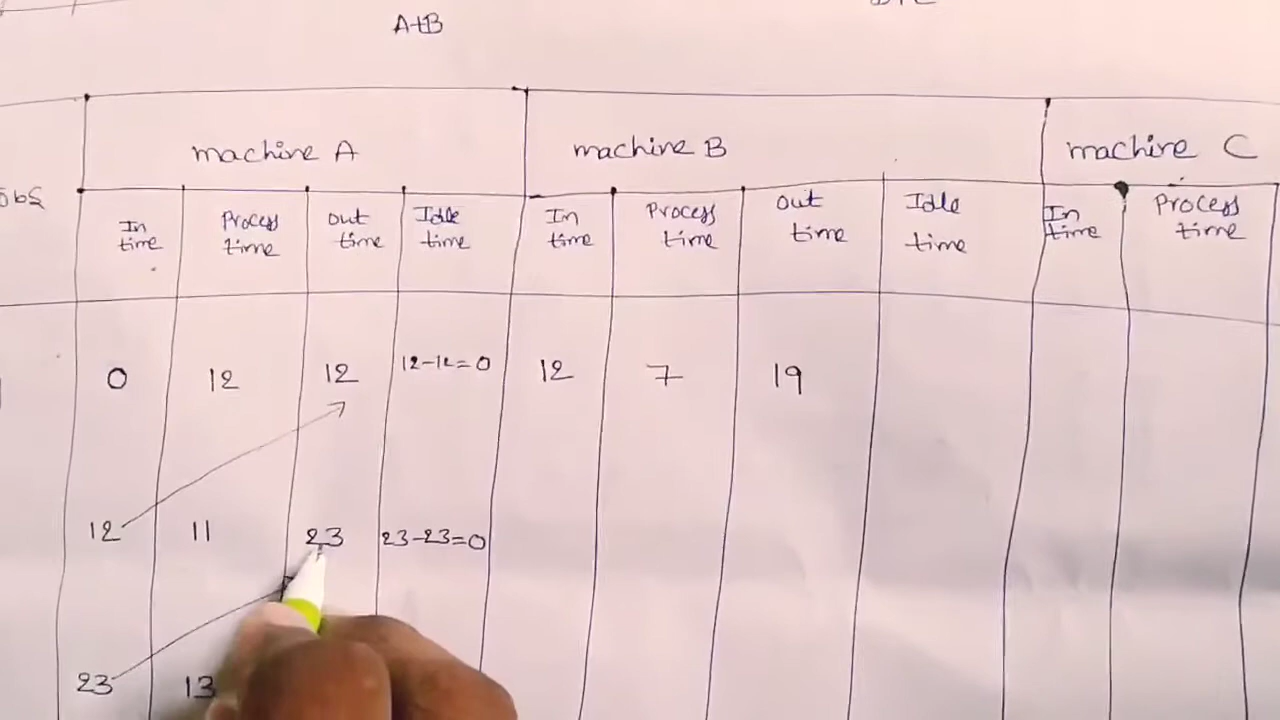 A+B
machine A machine B machine C
In time Process time Out time Idle time In time Process time Out time Idle time In time Process time
0 12 12 12-12=0 12 7 19
12 11 23 23-23=0
23 13